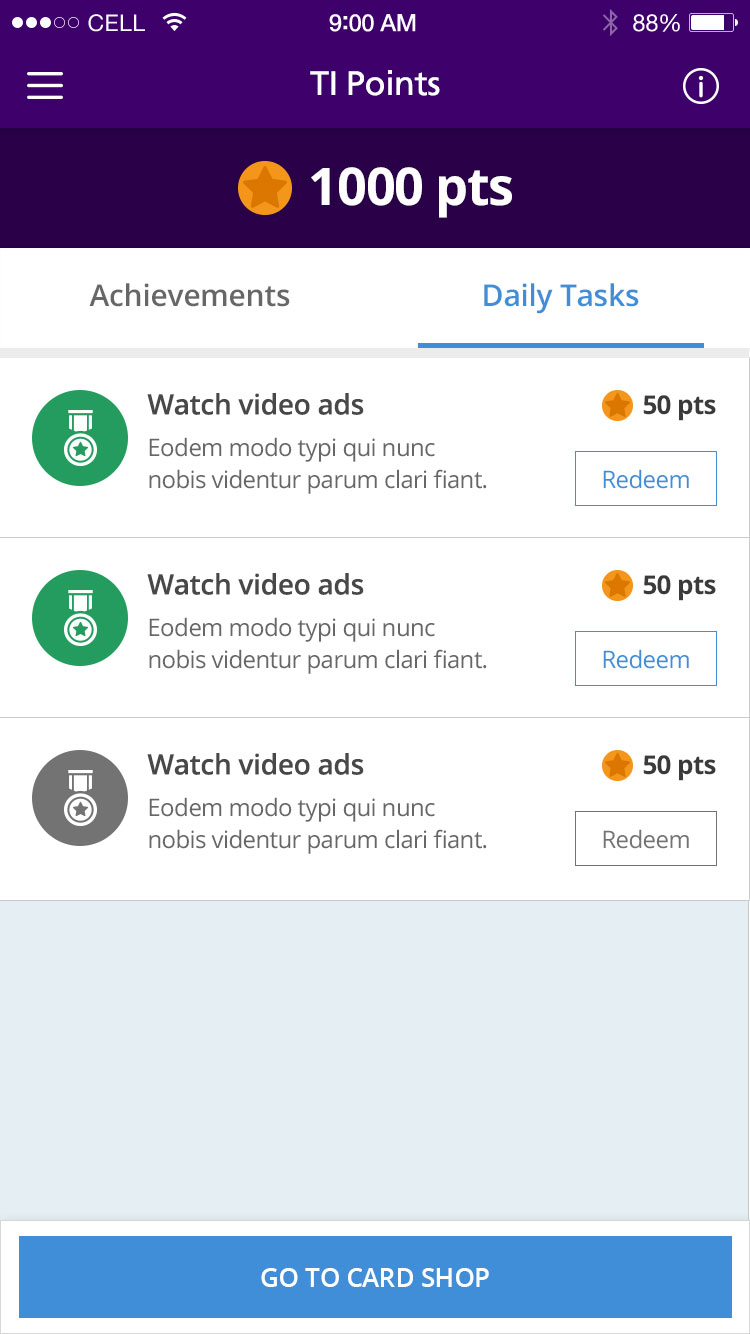 CELL 9:00 AM 88%
TI Points
1000 pts
Achievements Daily Tasks
Watch video ads 50 pts
Eodem modo typi qui nunc
nobis videntur parum clari fiant. Redeem
Watch video ads 50 pts
Eodem modo typi qui nunc
nobis videntur parum clari fiant. Redeem
Watch video ads 50 pts
Eodem modo typi qui nunc
nobis videntur parum clari fiant. Redeem
GO TO CARD SHOP